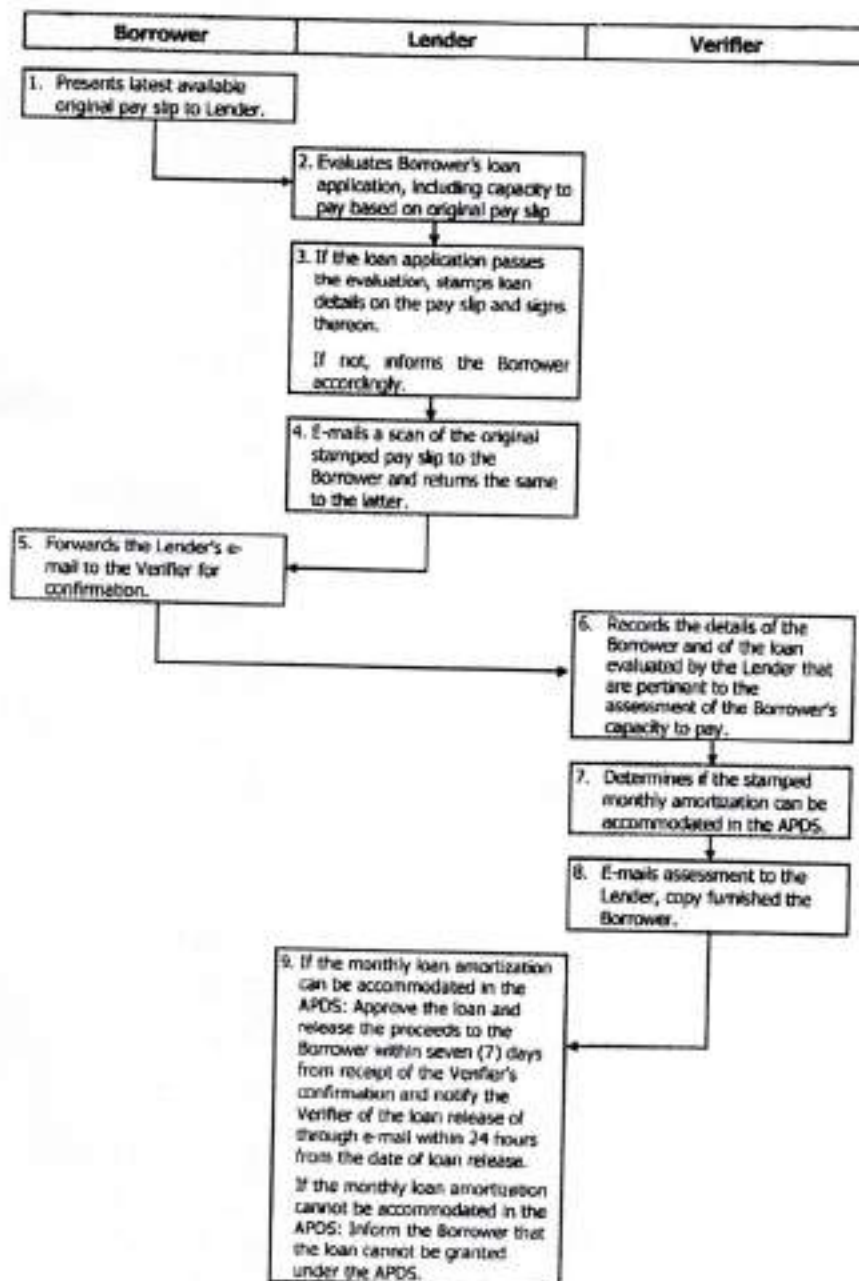 Borrower
Lender
Verifier
1. Presents latest available
original pay slip to Lender.
2. Evaluates Borrower's loan
application, including capacity to
pay based on original pay slip
3. If the loan application passes
the evaluation, stamps loan
details on the pay slip and signs
thereon.
If not, informs the Borrower
accordingly.
4. E-mails a scan of the original
stamped pay slip to the
Borrower and returns the same
to the latter.
5. Forwards the Lender's e-
mail to the Verifier for
confirmation.
6. Records the details of the
Borrower and of the loan
evaluated by the Lender that
are pertinent to the
assessment of the Borrower's
capacity to pay.
7. Determines if the stamped
monthly amortization can be
accommodated in the APDS.
8. E-mails assessment to the
Lender, copy furnished the
Borrower.
9. If the monthly loan amortization
can be accommodated in the
APDS: Approve the loan and
release the proceeds to the
Borrower within seven (7) days
from receipt of the Verifier's
confirmation and notify the
Verifier of the loan release of
through e-mail within 24 hours
from the date of loan release.
If the monthly loan amortization
cannot be accommodated in the
APDS: Inform the Borrower that
the loan cannot be granted
under the APDS.